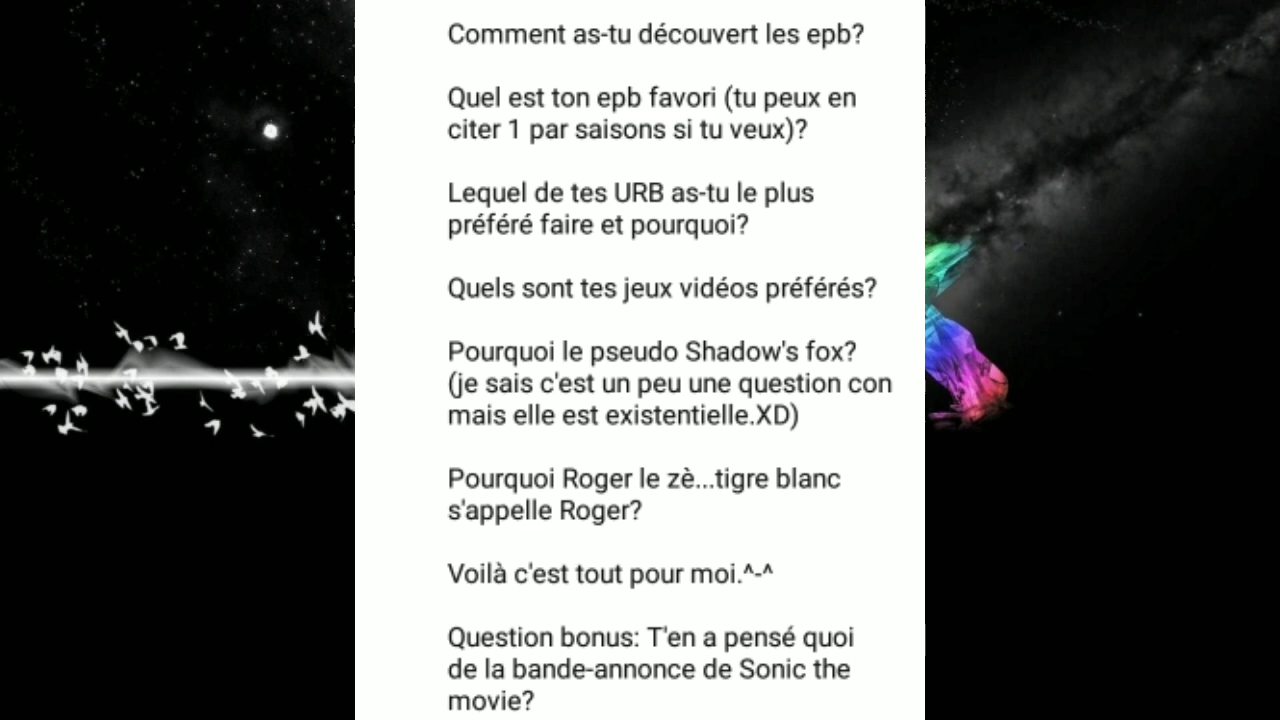 Comment as-tu découvert les epb?
Quel est ton epb favori (tu peux en
citer 1 par saisons si tu veux)?
Lequel de tes URB as-tu le plus
préféré faire et pourquoi?
Quels sont tes jeux vidéos préférés?
Pourquoi le pseudo Shadow's fox?
(je sais c'est un peu une question con
mais elle est existentielle.XD)
Pourquoi Roger le zè...tigre blanc
s'appelle Roger?
Voilà c'est tout pour moi.^-^
Question bonus: T'en a pensé quoi
de la bande-annonce de Sonic the
movie?